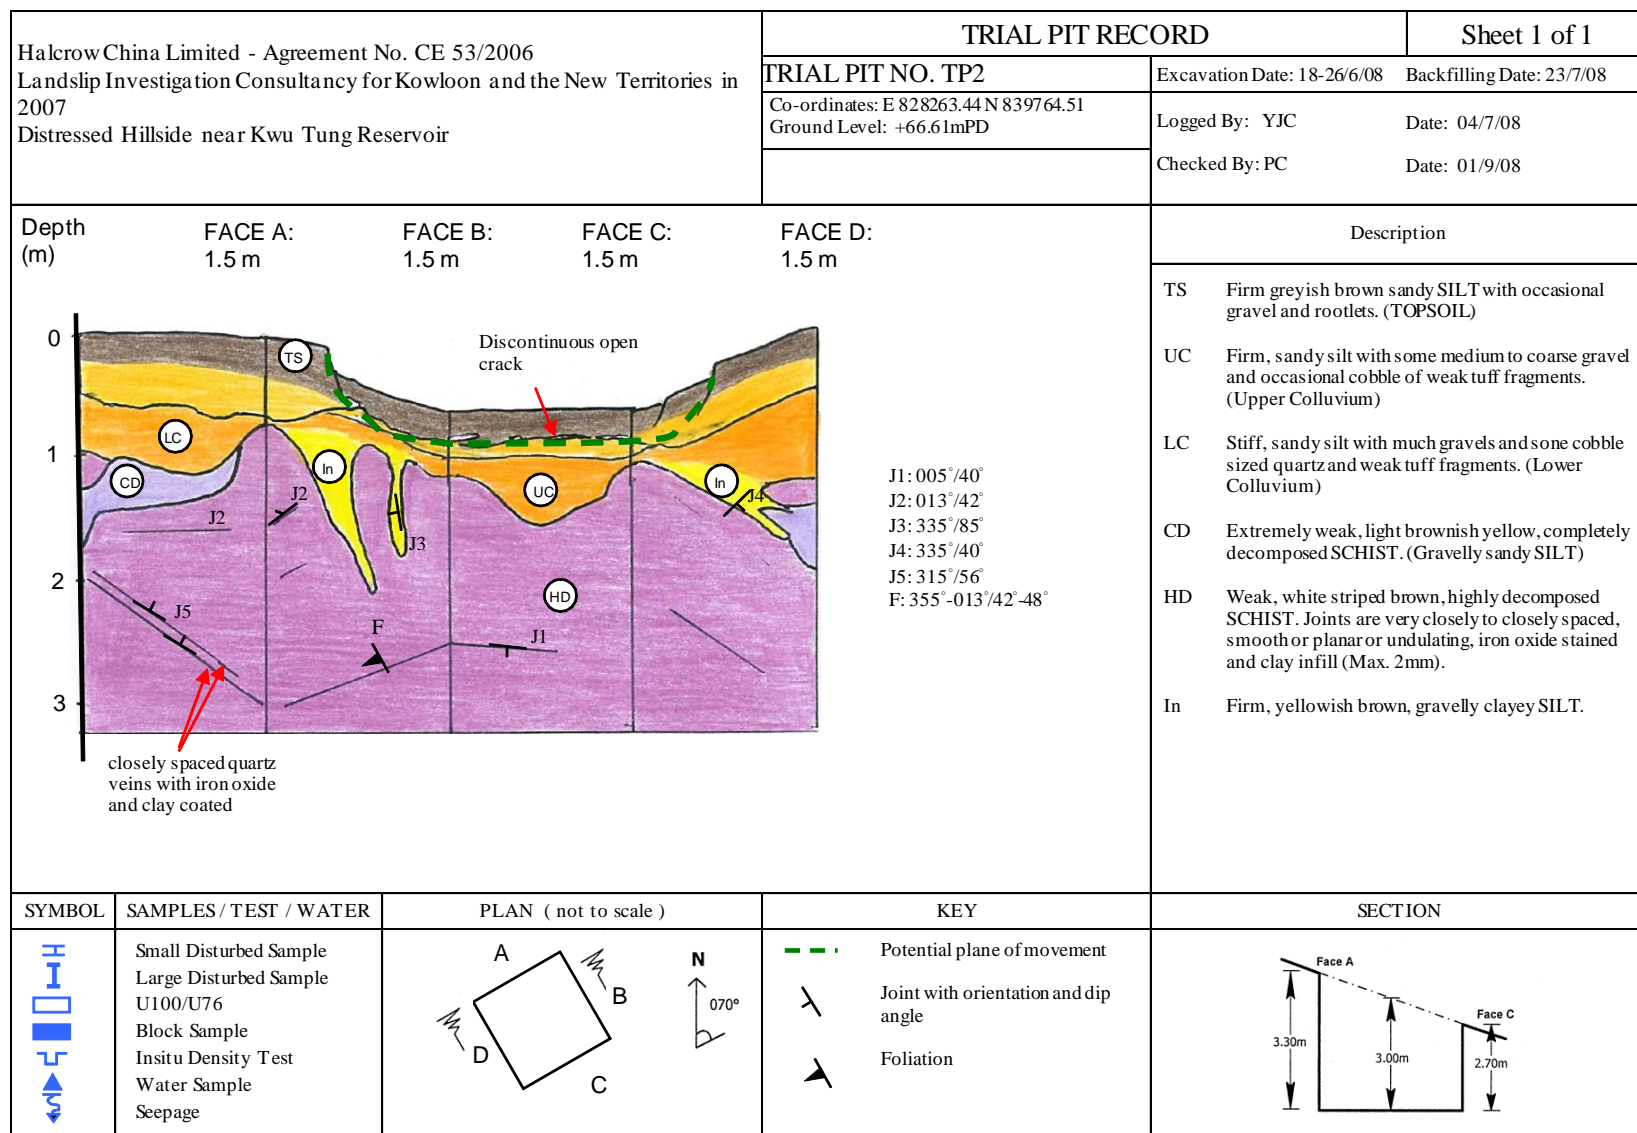 Halcrow China Limited - Agreement No. CE 53/2006
Landslip Investigation Consultancy for Kowloon and the New Territories in
2007
Distressed Hillside near Kwu Tung Reservoir
TRIAL PIT RECORD
Sheet 1 of 1
TRIAL PIT NO. TP2
Excavation Date: 18-26/6/08 Backfilling Date: 23/7/08
Co-ordinates: E 828263.44 N 839764.51
Ground Level: +66.61mPD
Logged By: YJC Date: 04/7/08
Checked By: PC Date: 01/9/08
Depth
(m)
FACE A:
1.5 m
FACE B:
1.5 m
FACE C:
1.5 m
FACE D:
1.5 m
0
1
2
3
TS
LC
CD
In
UC
In
HD
Discontinuous open
crack
J2
J2
J3
J4
J5
F
J1
closely spaced quartz
veins with iron oxide
and clay coated
J1: 005°/40°
J2: 013°/42°
J3: 335°/85°
J4: 335°/40°
J5: 315°/56°
F: 355°-013°/42°-48°
Description
TS Firm greyish brown sandy SILT with occasional
gravel and rootlets. (TOPSOIL)
UC Firm, sandy silt with some medium to coarse gravel
and occasional cobble of weak tuff fragments.
(Upper Colluvium)
LC Stiff, sandy silt with much gravels and sone cobble
sized quartz and weak tuff fragments. (Lower
Colluvium)
CD Extremely weak, light brownish yellow, completely
decomposed SCHIST. (Gravelly sandy SILT)
HD Weak, white striped brown, highly decomposed
SCHIST. Joints are very closely to closely spaced,
smooth or planar or undulating, iron oxide stained
and clay infill (Max. 2mm).
In Firm, yellowish brown, gravelly clayey SILT.
SYMBOL
SAMPLES / TEST / WATER
Small Disturbed Sample
Large Disturbed Sample
U100/U76
Block Sample
Insitu Density Test
Water Sample
Seepage
PLAN ( not to scale )
A
B
C
D
N
070°
KEY
Potential plane of movement
Joint with orientation and dip
angle
Foliation
SECTION
Face A
Face C
3.30m
3.00m
2.70m